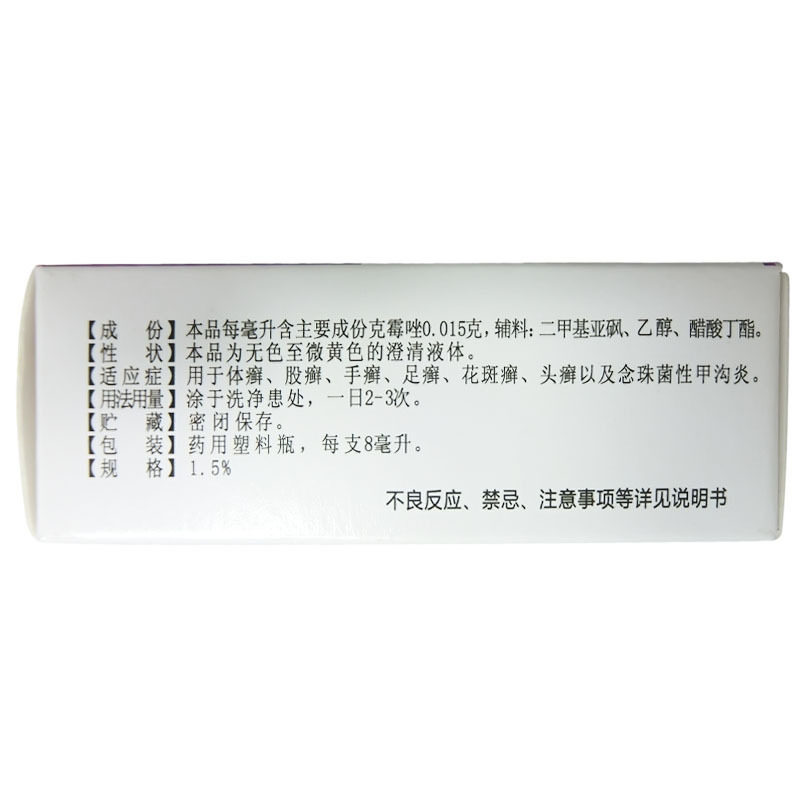 【成 份】本品每毫升含主要成份克霉唑0.015克,辅料:二甲基亚砜、乙醇、醋酸丁酯。
【性 状】本品为无色至微黄色的澄清液体。
【适应症】用于体癣、股癣、手癣、足癣、花斑癣、头癣以及念珠菌性甲沟炎。
【用法用量】涂于洗净患处，一日2-3次。
【贮 藏】密闭保存。
【包 装】药用塑料瓶，每支8毫升。
【规 格】1.5%
不良反应、禁忌、注意事项等详见说明书